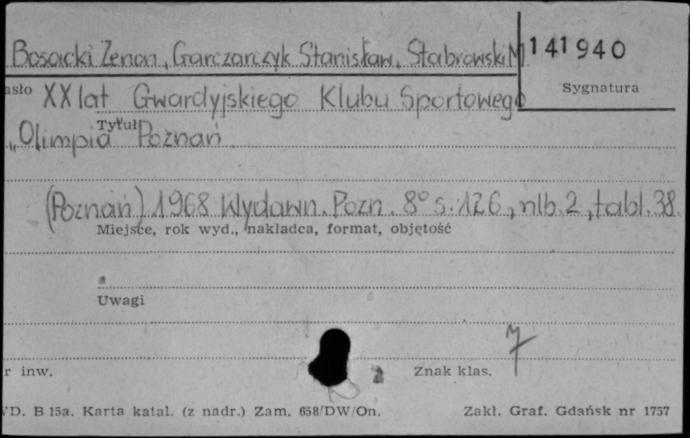 Bosacki Zenon, Garczarczyk Stanisław, Stabrowski M
141940
asło XX lat Gwardyjskiego Klubu Sportowego
Sygnatura
Tytuł
„Olimpia Poznań
(Poznań) 1968 Wydawn. Pozn. 8° s. 126, nlb. 2, tabl. 38.
Miejsce, rok wyd., nakładca, format, objętość
Uwagi
7
r inw.
Znak klas.
VD. B 15a. Karta katal. (z nadr.) Zam. 658/DW/On.
Zakł. Graf. Gdańsk nr 1757